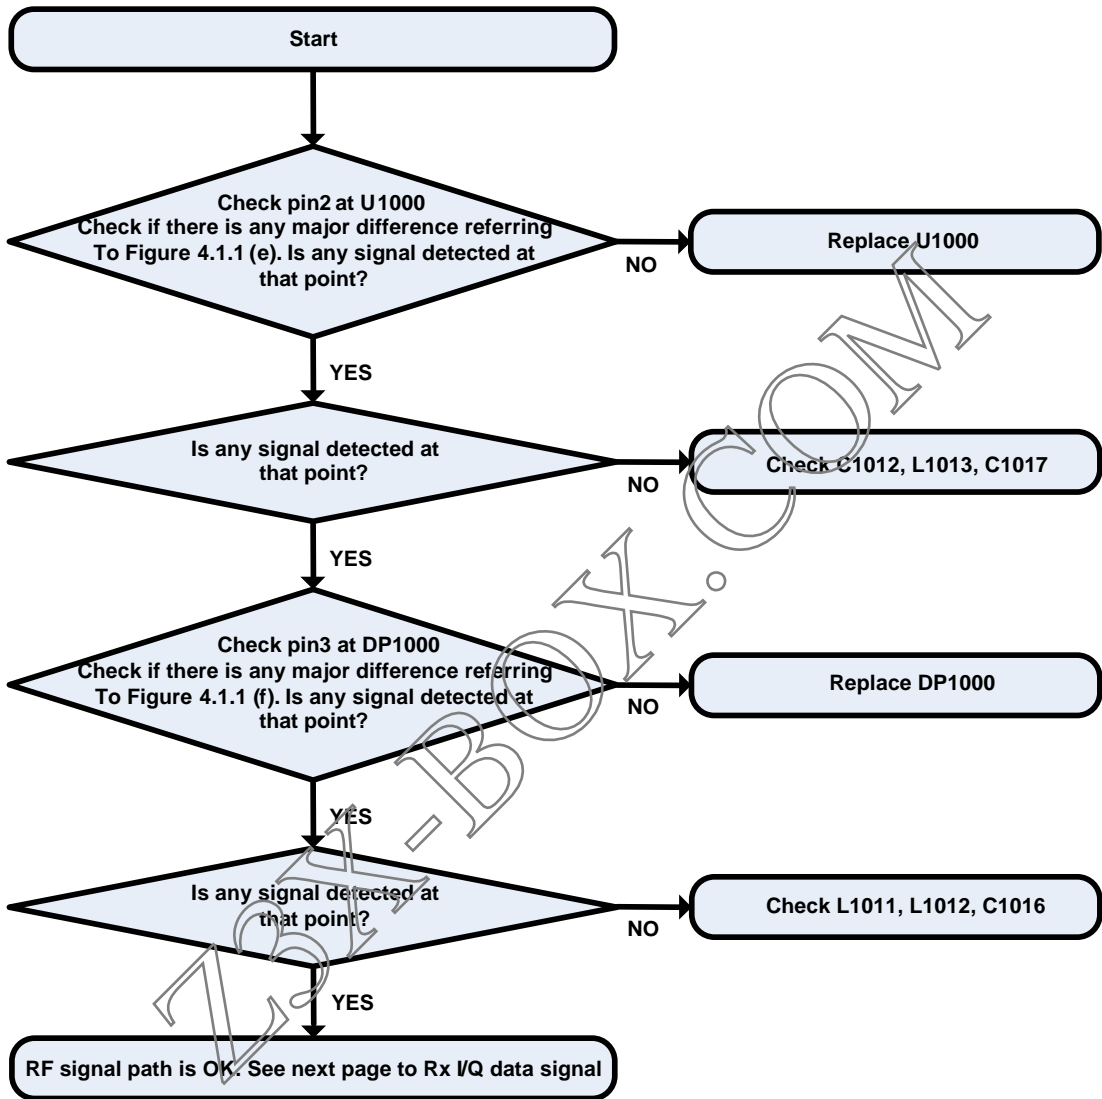 Start
Check pin2 at U1000
Check if there is any major difference referring
To Figure 4.1.1 (e). Is any signal detected at
that point?
NO
Replace U1000
YES
Is any signal detected at
that point?
NO
Check C1012, L1013, C1017
YES
Check pin3 at DP1000
Check if there is any major difference referring
To Figure 4.1.1 (f). Is any signal detected at
that point?
NO
Replace DP1000
YES
Is any signal detected at
that point?
NO
Check L1011, L1012, C1016
YES
RF signal path is OK. See next page to Rx I/Q data signal
Z3X-BOX.COM